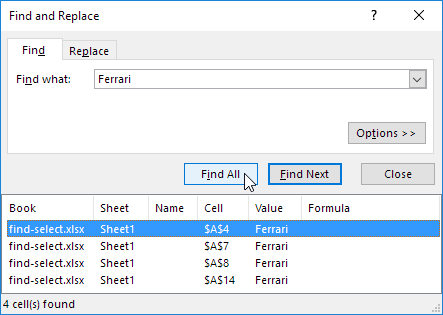 Find and Replace ?
Find Replace
Find what: Ferrari
Options >>
Find All Find Next Close
Book Sheet Name Cell Value Formula
find-select.xlsx Sheet1 $A$4 Ferrari
find-select.xlsx Sheet1 $A$7 Ferrari
find-select.xlsx Sheet1 $A$8 Ferrari
find-select.xlsx Sheet1 $A$14 Ferrari
4 cell(s) found